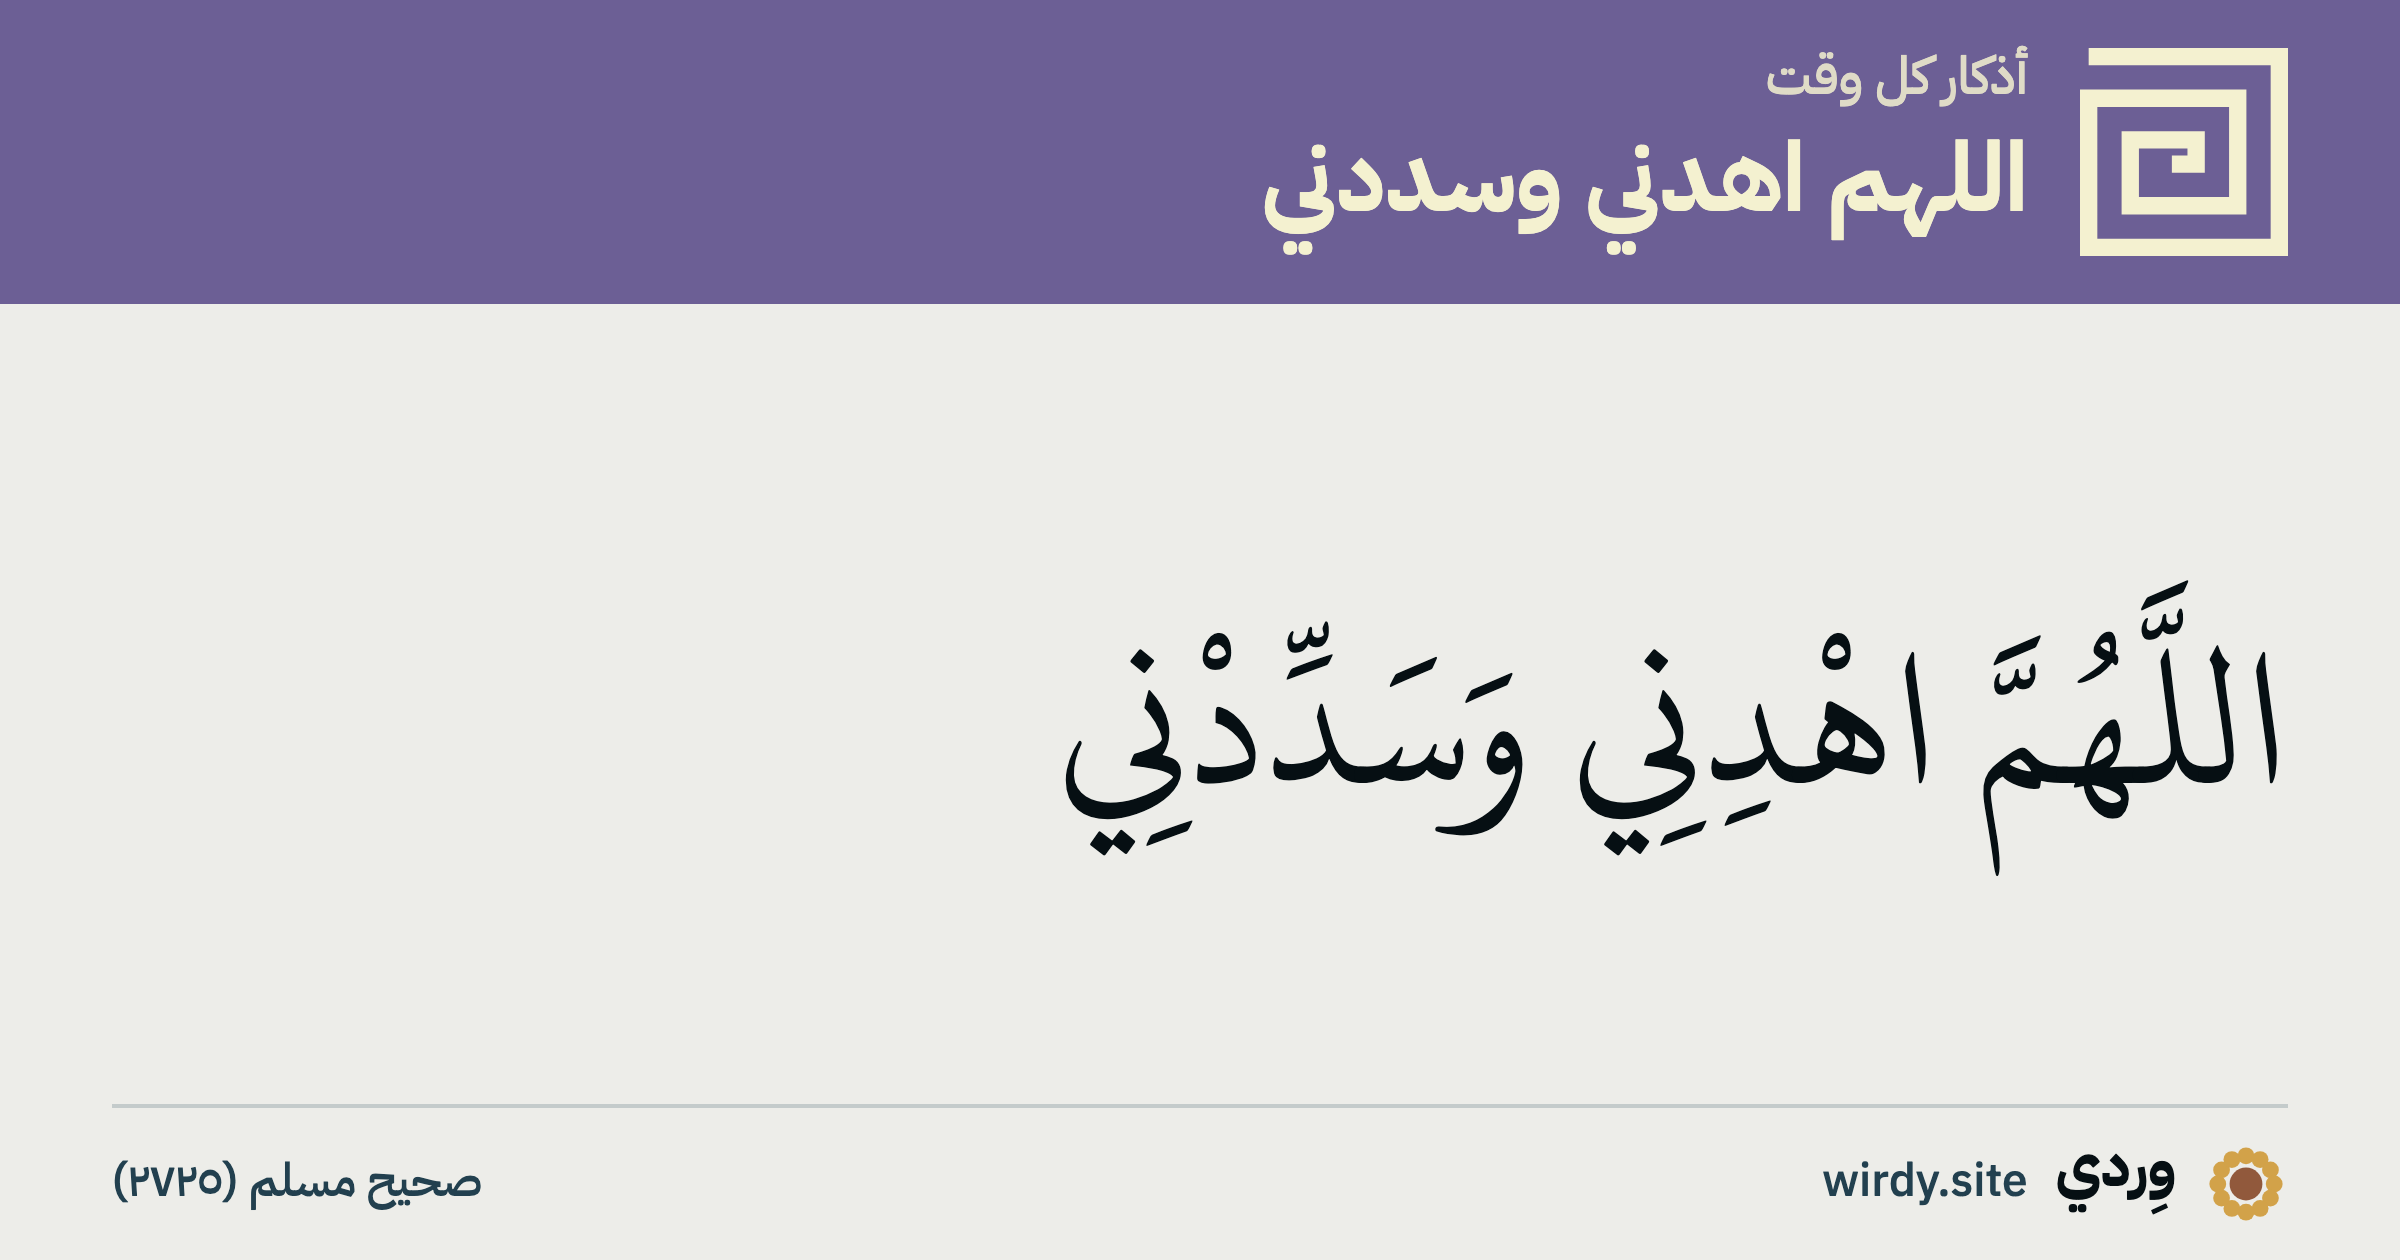 أذكار كل وقت
اللهم اهدني وسددني
اللَّهُمَّ اهْدِنِي وَسَدِّدْنِي
وِردي wirdy.site
صحيح مسلم (٢٧٢٥)